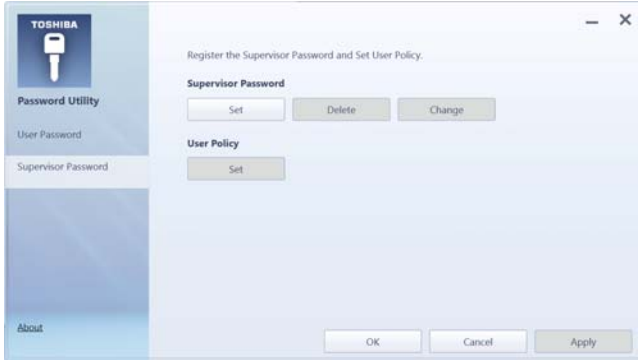 TOSHIBA
Password Utility
User Password
Supervisor Password
About
Register the Supervisor Password and Set User Policy.
Supervisor Password
Set Delete Change
User Policy
Set
OK Cancel Apply